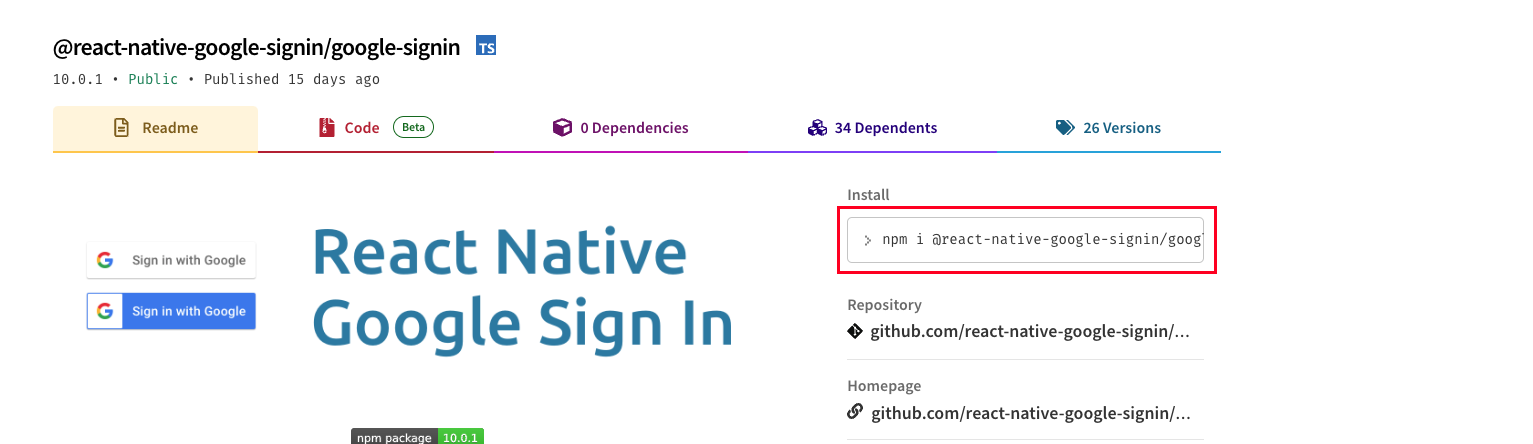 @react-native-google-signin/google-signin TS
10.0.1 • Public • Published 15 days ago
Readme
Code Beta
0 Dependencies
34 Dependents
26 Versions
Sign in with Google
Sign in with Google
React Native
Google Sign In
npm package 10.0.1
Install
npm i @react-native-google-signin/goog
Repository
github.com/react-native-google-signin/...
Homepage
github.com/react-native-google-signin/...